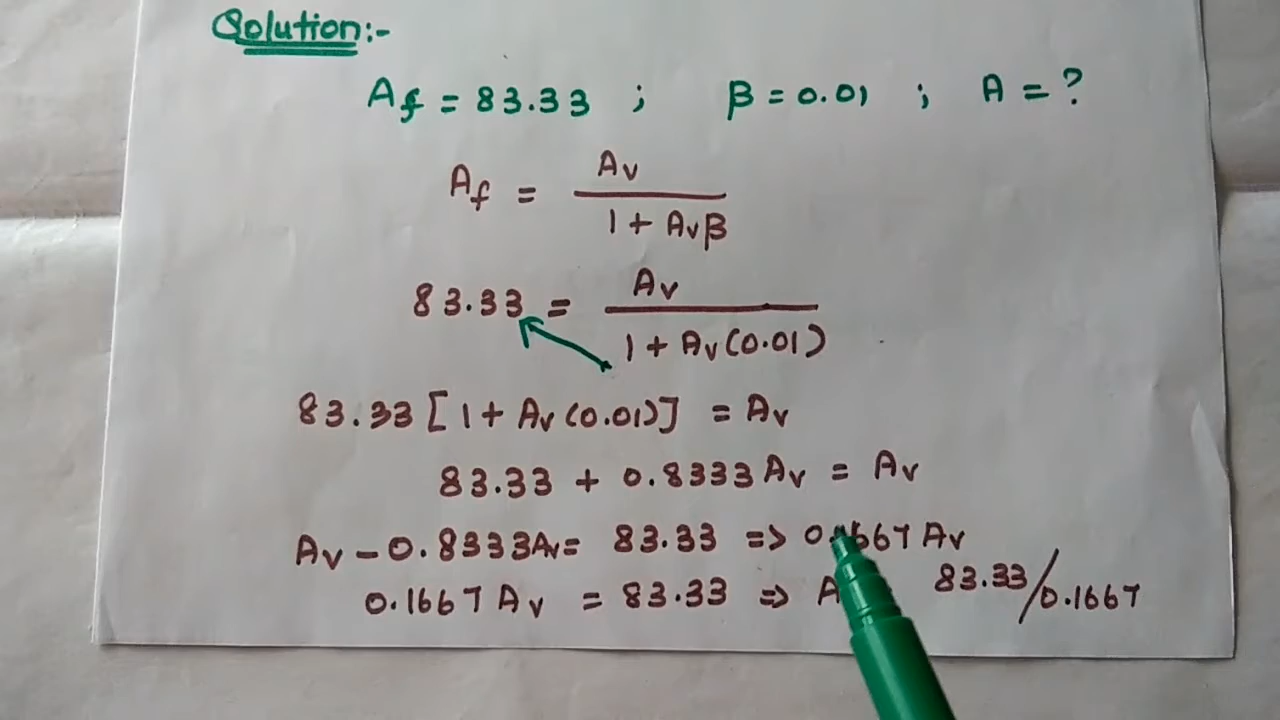 Solution:-
Af = 83.33 ; β = 0.01 ; A = ?
Af = Av
1 + Avβ
83.33 = Av
1 + Av(0.01)
83.33 [1 + Av(0.01)] = Av
83.33 + 0.8333Av = Av
Av - 0.8333Av = 83.33 => 0.1667 Av
0.1667 Av = 83.33 => A 83.33/0.1667